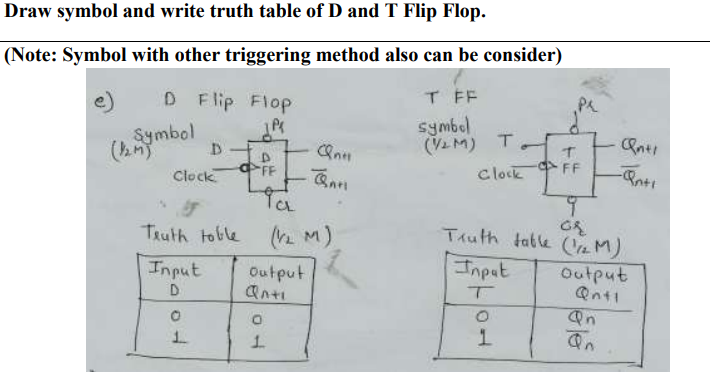 Draw symbol and write truth table of D and T Flip Flop.
(Note: Symbol with other triggering method also can be consider)
e) D Flip Flop
Symbol
(1/2 M)
Pr
D
Clock
D
FF
Qn+1
Q̅n+1
CL
Truth table (1/2 M)
Input Output
D Qn+1
0 0
1 1
T FF
Symbol
(1/2 M)
Pr
T
Clock
T
FF
Qn+1
Q̅n+1
Truth table (1/2 M)
Input Output
T Qn+1
0 Qn
1 Q̅n